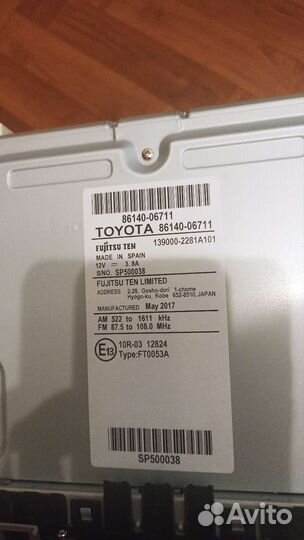 86140-06711
TOYOTA 86140-06711
FUJITSU TEN 139000-2281A101
MADE IN SPAIN
12V ⎓ 3.8A
S/NO. SP500038
FUJITSU TEN LIMITED
ADDRESS 2-28, Gosho-dori 1-chome
Hyogo-ku, Kobe 652-8510, JAPAN
MANUFACTURED May 2017
AM 522 to 1611 kHz
FM 87.5 to 108.0 MHz
E13 10R-03 12824
Type:FT0053A
SP500038
Avito